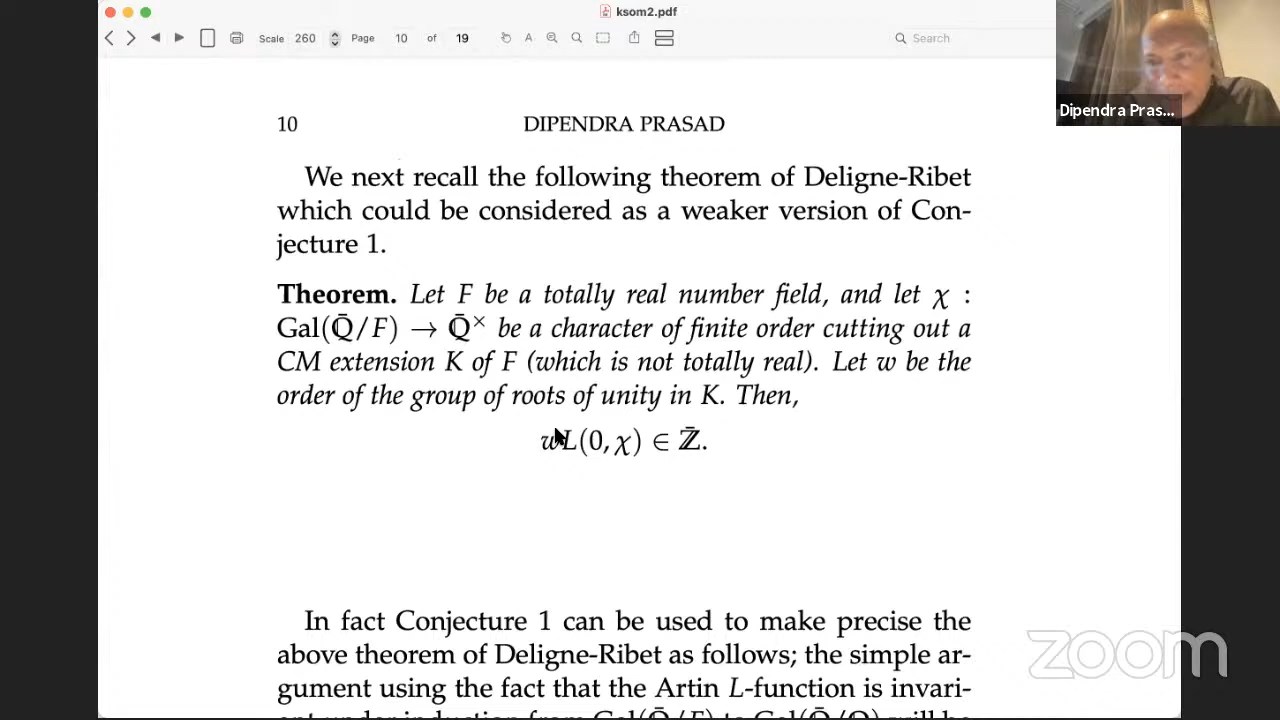 ksom2.pdf
Scale 260 Page 10 of 19 A Search
Dipendra Pras...
10 DIPENDRA PRASAD
We next recall the following theorem of Deligne-Ribet
which could be considered as a weaker version of Con-
jecture 1.
Theorem. Let F be a totally real number field, and let χ :
Gal(Q̄/F) → Q̄× be a character of finite order cutting out a
CM extension K of F (which is not totally real). Let w be the
order of the group of roots of unity in K. Then,
wL(0, χ) ∈ Z̄.
In fact Conjecture 1 can be used to make precise the
above theorem of Deligne-Ribet as follows; the simple ar-
gument using the fact that the Artin L-function is invari-
zoom